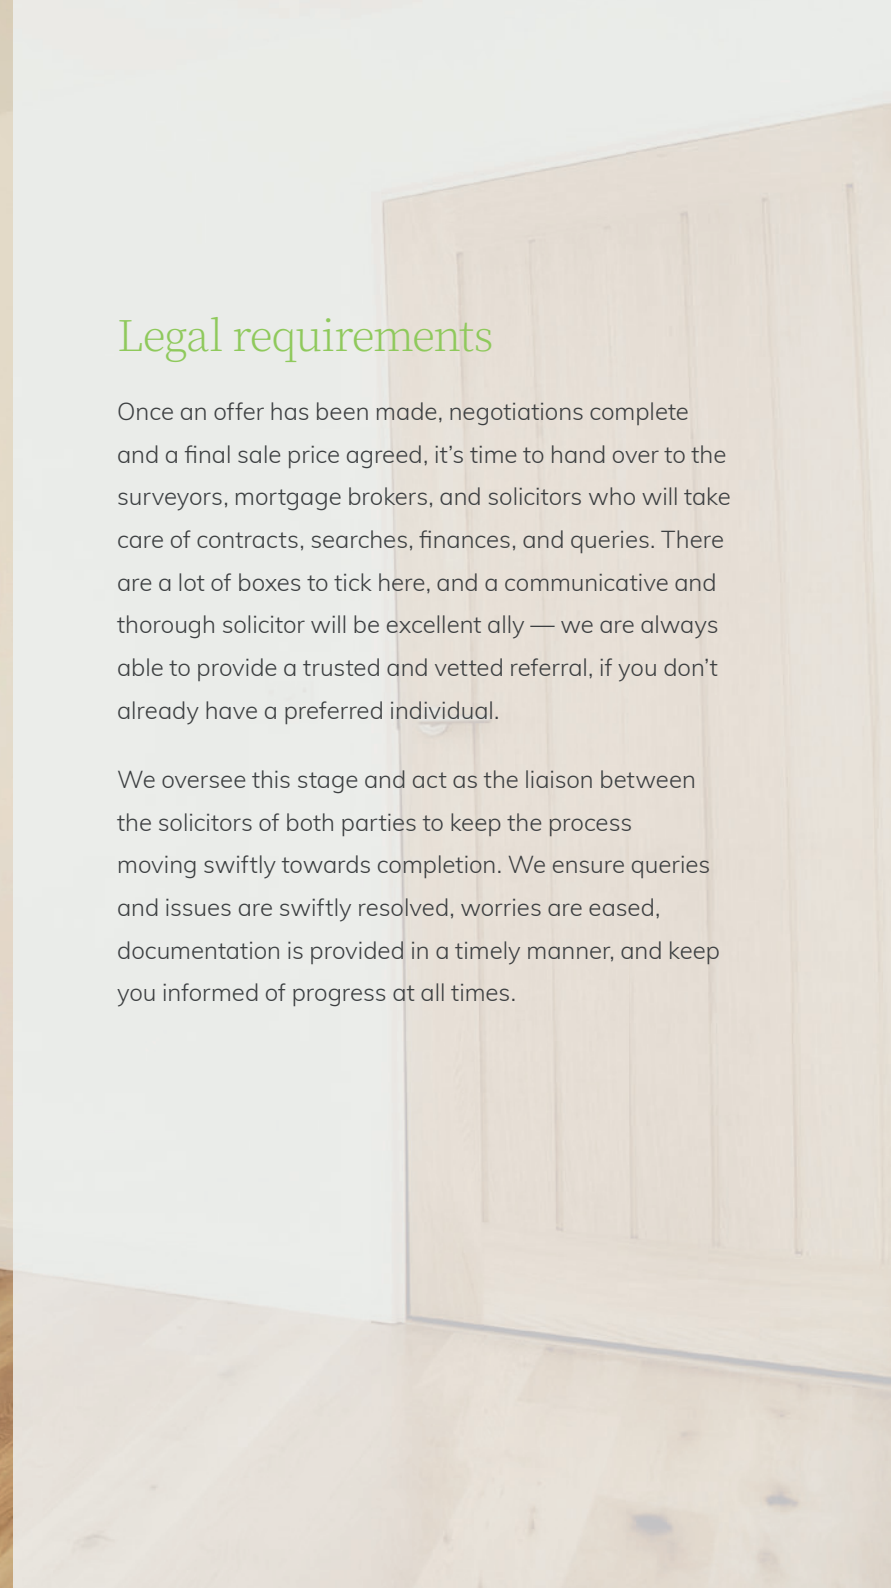 Legal requirements
Once an offer has been made, negotiations complete
and a final sale price agreed, it’s time to hand over to the
surveyors, mortgage brokers, and solicitors who will take
care of contracts, searches, finances, and queries. There
are a lot of boxes to tick here, and a communicative and
thorough solicitor will be excellent ally — we are always
able to provide a trusted and vetted referral, if you don’t
already have a preferred individual.
We oversee this stage and act as the liaison between
the solicitors of both parties to keep the process
moving swiftly towards completion. We ensure queries
and issues are swiftly resolved, worries are eased,
documentation is provided in a timely manner, and keep
you informed of progress at all times.